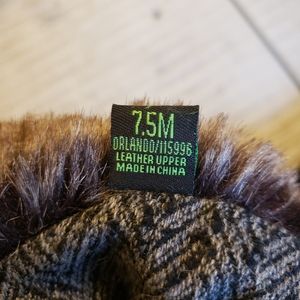 7.5M
ORLANDO/115996
LEATHER UPPER
MADE IN CHINA